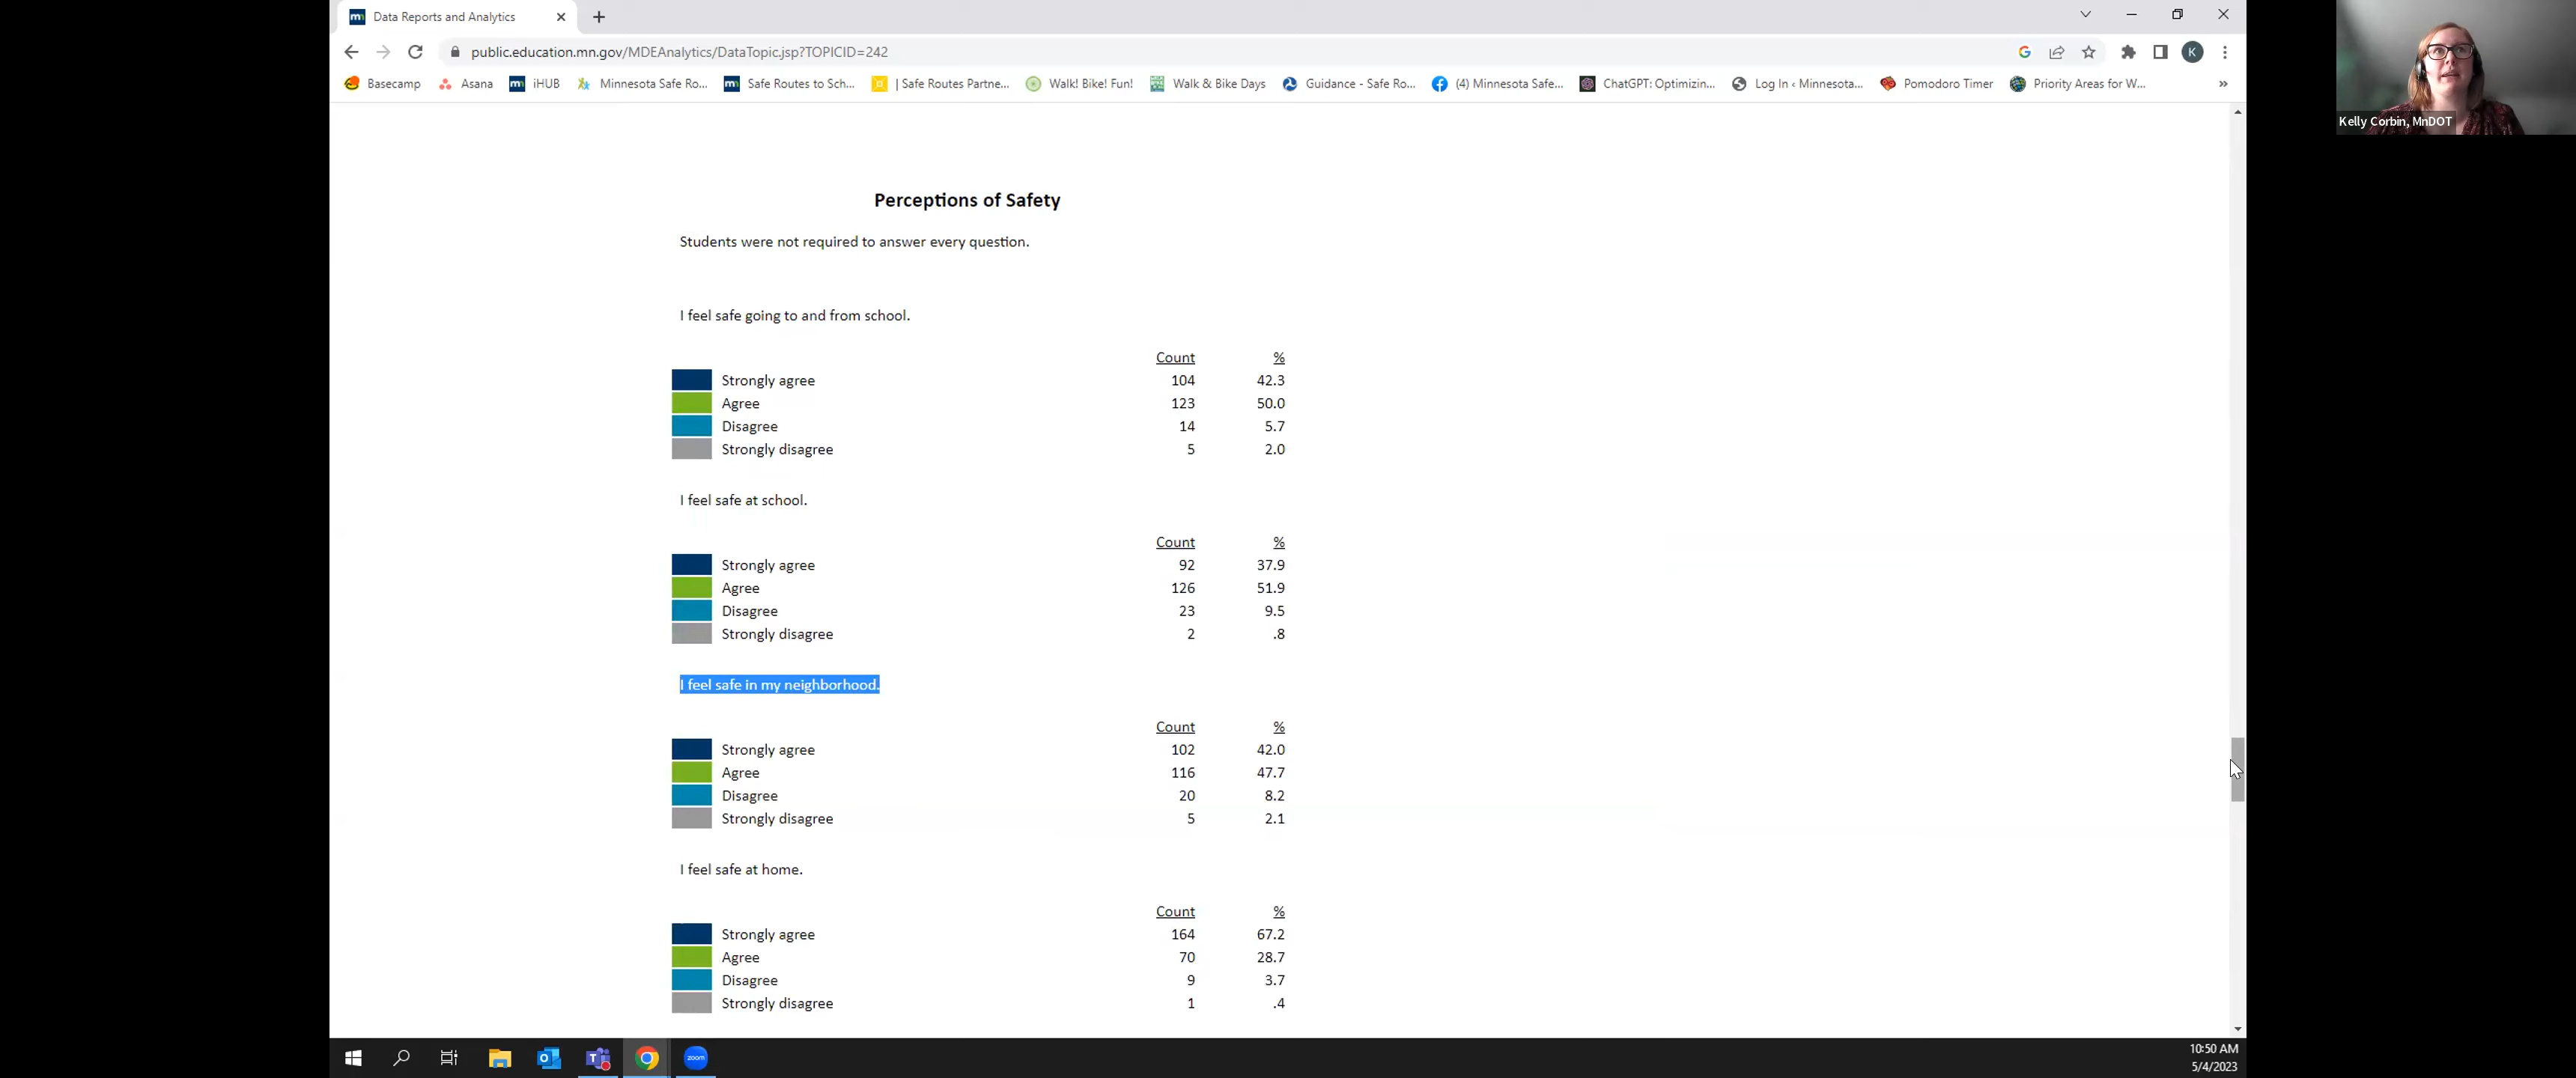 Data Reports and Analytics
public.education.mn.gov/MDEAnalytics/DataTopic.jsp?TOPICID=242
K
Basecamp Asana iHUB Minnesota Safe Ro... Safe Routes to Sch... | Safe Routes Partne... Walk! Bike! Fun! Walk & Bike Days Guidance - Safe Ro... (4) Minnesota Safe... ChatGPT: Optimizin... Log In ‹ Minnesota... Pomodoro Timer Priority Areas for W... »
Kelly Corbin, MnDOT
Perceptions of Safety
Students were not required to answer every question.
I feel safe going to and from school.
Count %
Strongly agree 104 42.3
Agree 123 50.0
Disagree 14 5.7
Strongly disagree 5 2.0
I feel safe at school.
Count %
Strongly agree 92 37.9
Agree 126 51.9
Disagree 23 9.5
Strongly disagree 2 .8
I feel safe in my neighborhood.
Count %
Strongly agree 102 42.0
Agree 116 47.7
Disagree 20 8.2
Strongly disagree 5 2.1
I feel safe at home.
Count %
Strongly agree 164 67.2
Agree 70 28.7
Disagree 9 3.7
Strongly disagree 1 .4
zoom
10:50 AM
5/4/2023